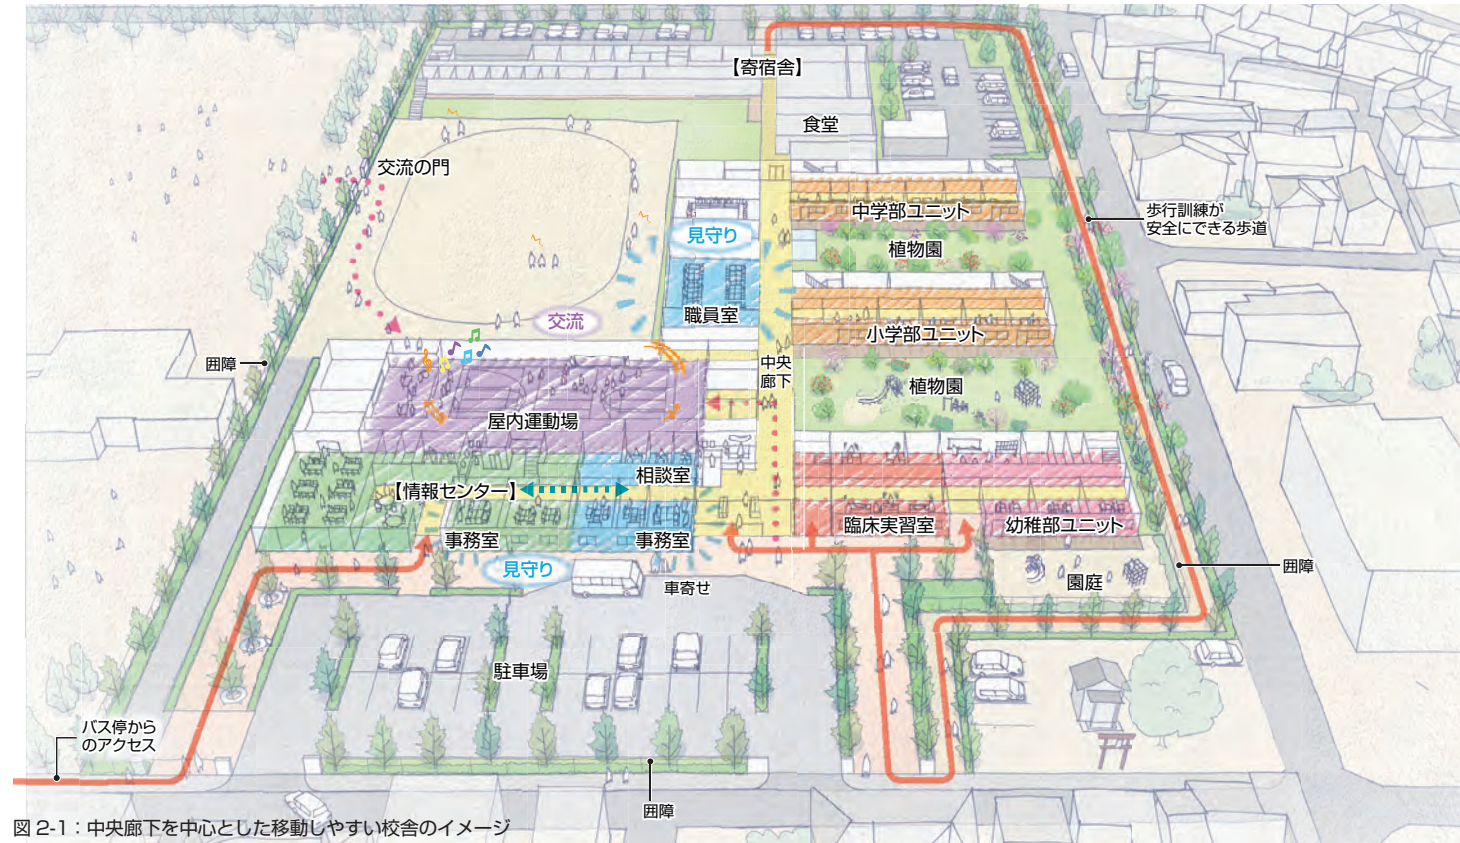 【寄宿舎】
食堂
交流の門
中学部ユニット
歩行訓練が
安全にできる歩道
見守り
植物園
職員室
交流
小学部ユニット
囲障
中央
廊下
植物園
屋内運動場
相談室
【情報センター】
臨床実習室
幼稚部ユニット
事務室
事務室
見守り
囲障
園庭
車寄せ
駐車場
バス停から
のアクセス
囲障
図 2-1：中央廊下を中心とした移動しやすい校舎のイメージ